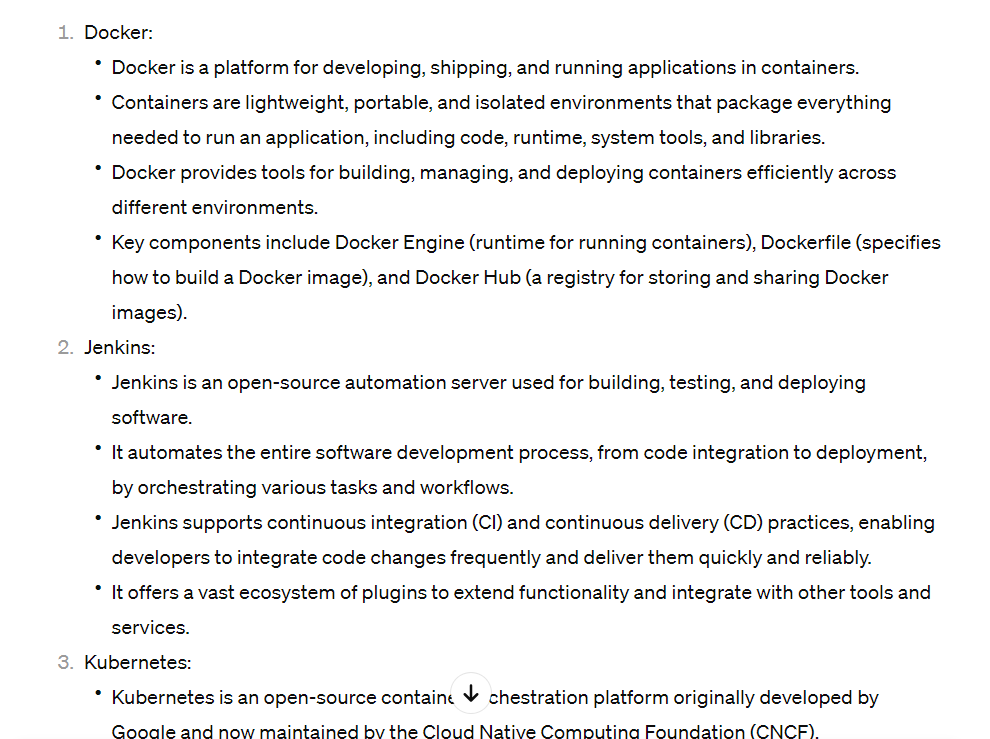 1. Docker:
• Docker is a platform for developing, shipping, and running applications in containers.
• Containers are lightweight, portable, and isolated environments that package everything
needed to run an application, including code, runtime, system tools, and libraries.
• Docker provides tools for building, managing, and deploying containers efficiently across
different environments.
• Key components include Docker Engine (runtime for running containers), Dockerfile (specifies
how to build a Docker image), and Docker Hub (a registry for storing and sharing Docker
images).
2. Jenkins:
• Jenkins is an open-source automation server used for building, testing, and deploying
software.
• It automates the entire software development process, from code integration to deployment,
by orchestrating various tasks and workflows.
• Jenkins supports continuous integration (CI) and continuous delivery (CD) practices, enabling
developers to integrate code changes frequently and deliver them quickly and reliably.
• It offers a vast ecosystem of plugins to extend functionality and integrate with other tools and
services.
3. Kubernetes:
• Kubernetes is an open-source containe chestration platform originally developed by
Google and now maintained by the Cloud Native Computing Foundation (CNCF).